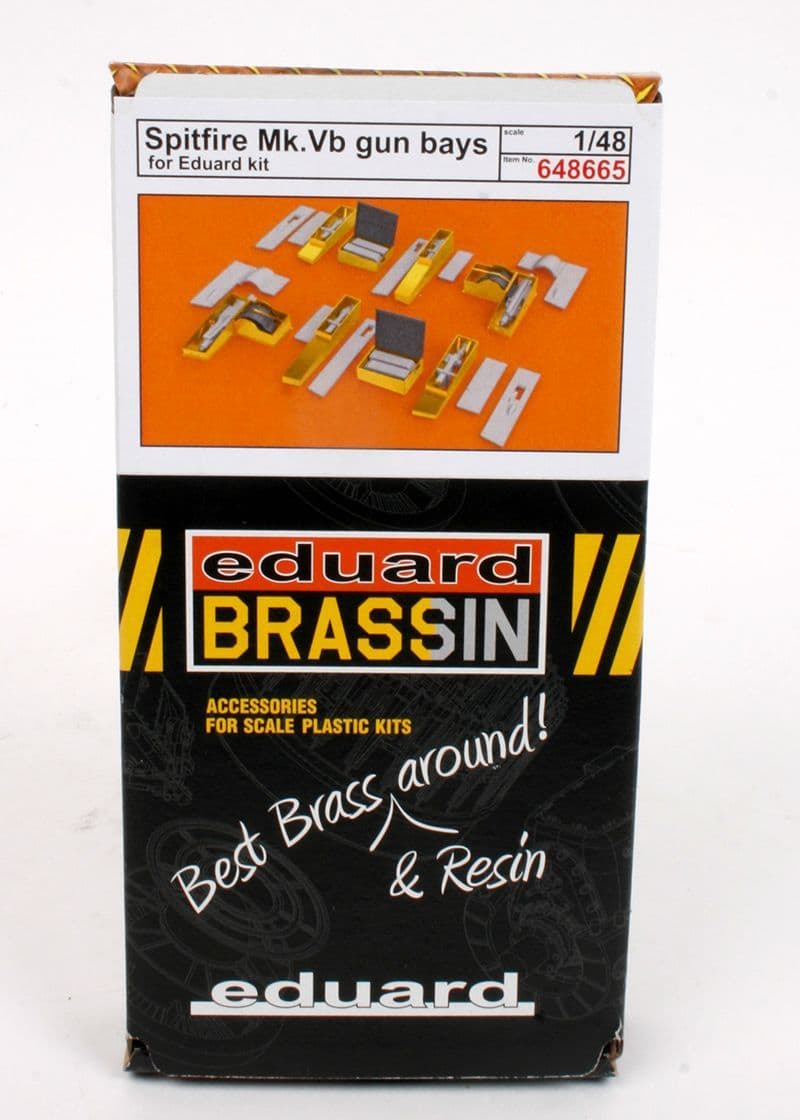 Spitfire Mk.Vb gun bays
for Eduard kit
scale
1/48
Item No.
648665
eduard
BRASSIN
ACCESSORIES
FOR SCALE PLASTIC KITS
Best Brass around!
& Resin
eduard